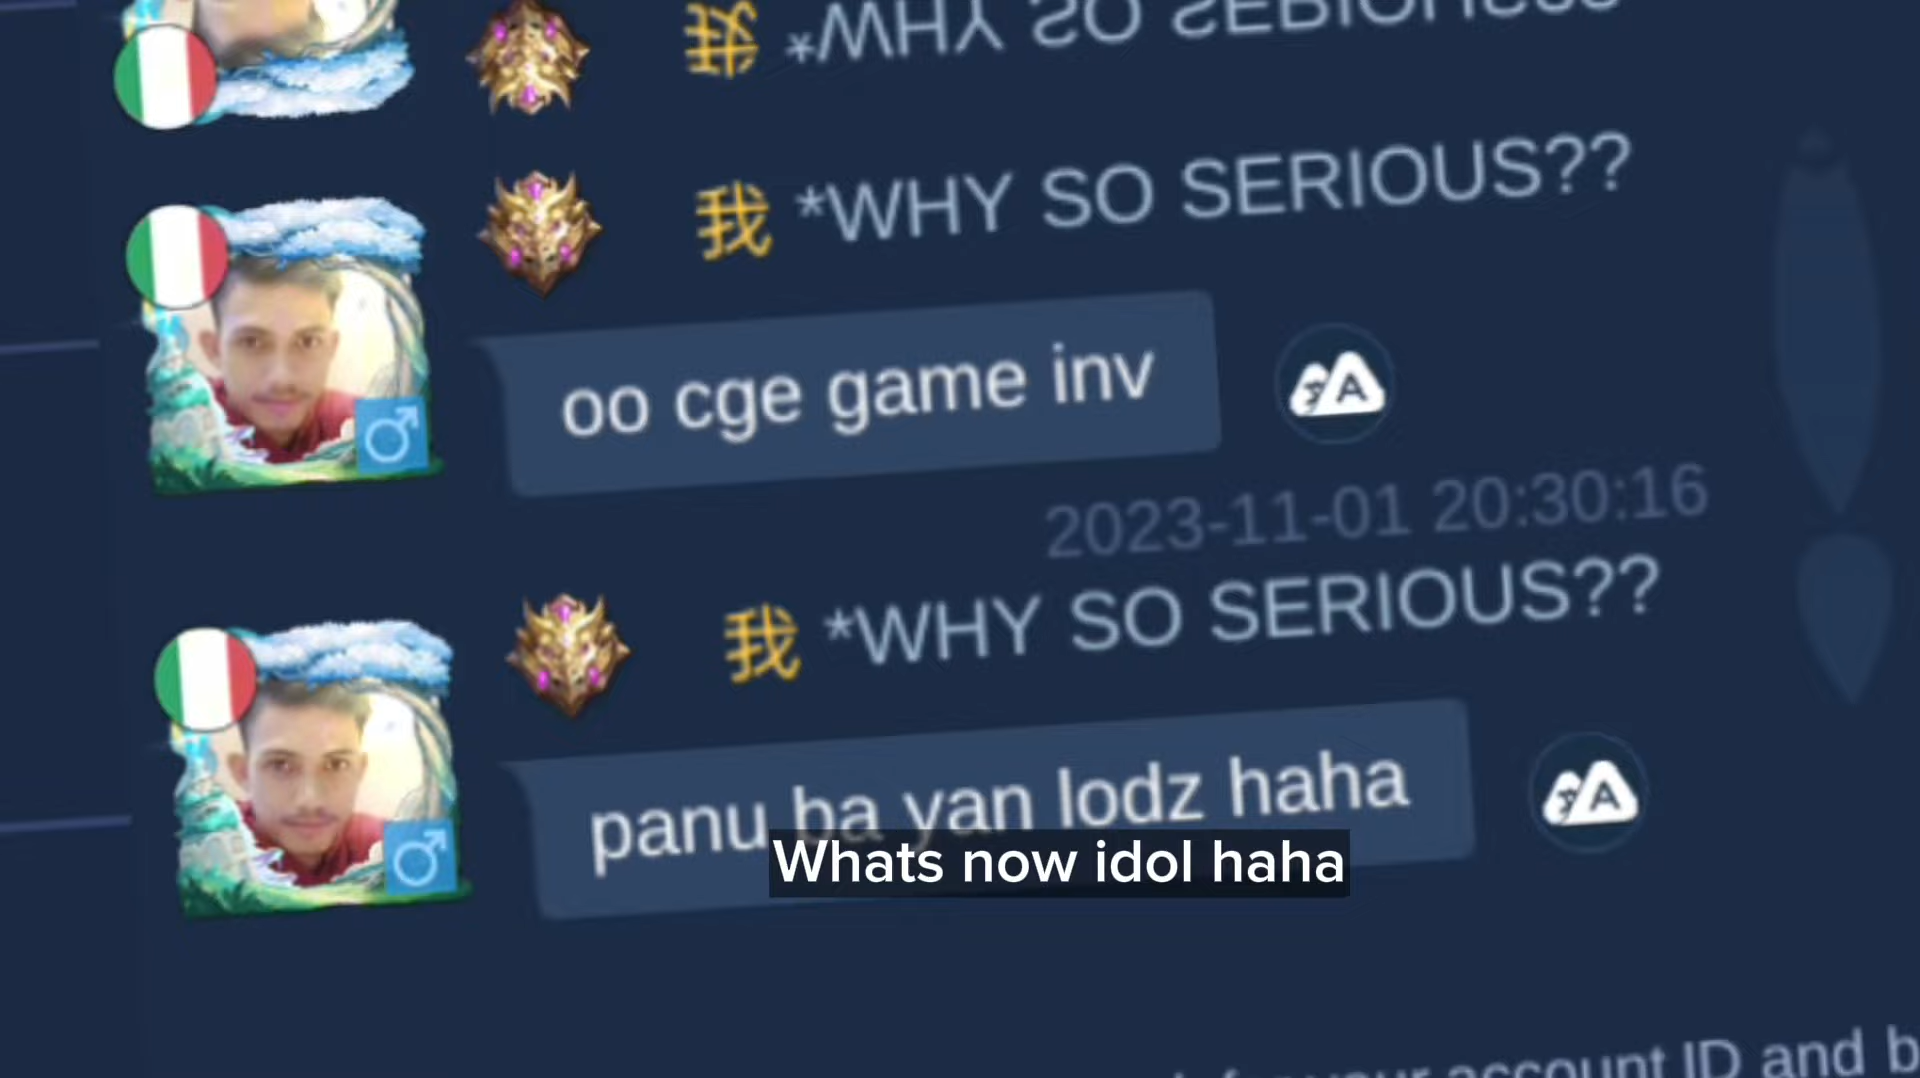 我 *WHY SO SERIOUS??
oo cge game inv
2023-11-01 20:30:16
我 *WHY SO SERIOUS??
panu ba yan lodz haha
Whats now idol haha
your account ID and